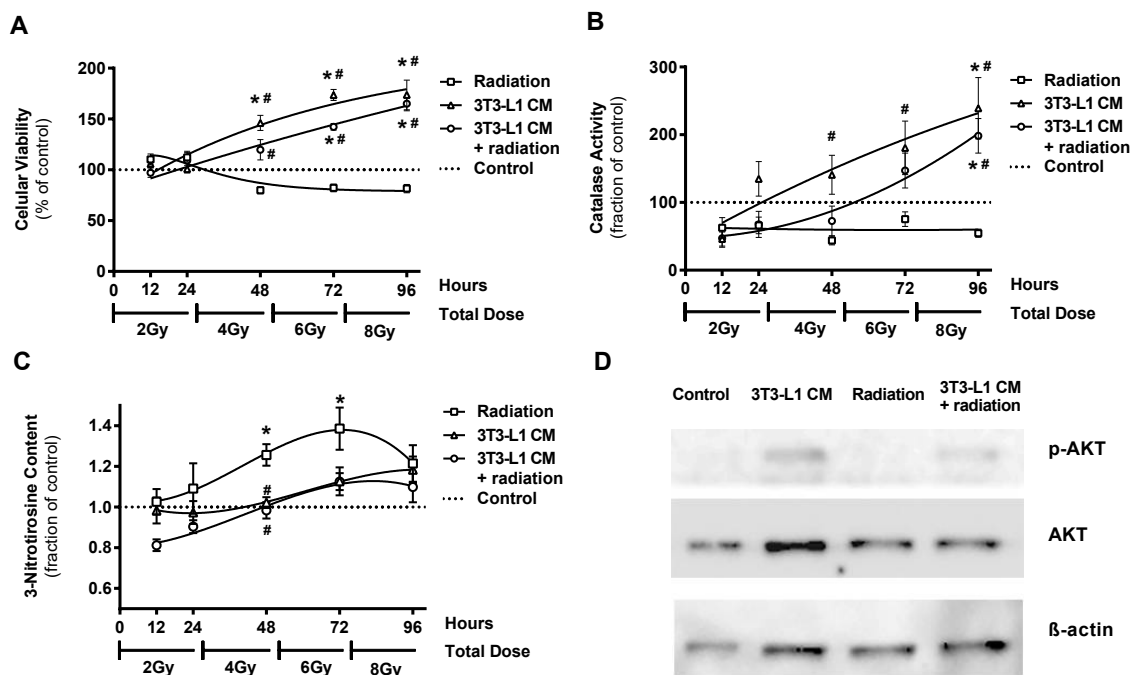 A
Celular Viability
(% of control)
200
150
100
50
0
* #
* #
* #
* #
* #
#
Radiation
3T3-L1 CM
3T3-L1 CM
+ radiation
Control
0 12 24 48 72 96 Hours
2Gy 4Gy 6Gy 8Gy Total Dose
B
Catalase Activity
(fraction of control)
300
200
100
0
* #
#
#
* #
Radiation
3T3-L1 CM
3T3-L1 CM
+ radiation
Control
0 12 24 48 72 96 Hours
2Gy 4Gy 6Gy 8Gy Total Dose
C
3-Nitrotirosine Content
(fraction of control)
1.4
1.2
1.0
0.8
0.6
*
*
#
#
Radiation
3T3-L1 CM
3T3-L1 CM
+ radiation
Control
0 12 24 48 72 96 Hours
2Gy 4Gy 6Gy 8Gy Total Dose
D
Control 3T3-L1 CM Radiation 3T3-L1 CM
+ radiation
p-AKT
AKT
ß-actin